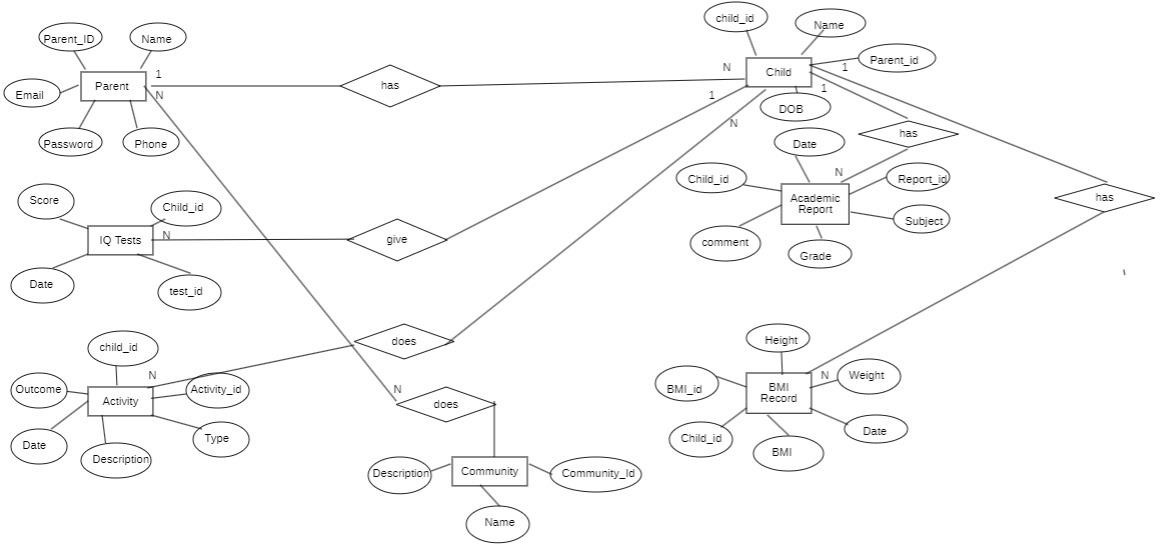 child_id
Name
Parent_ID
Name
Parent_id
1
N
1
Child
Parent
has
1
Email
N
1
DOB
N
has
Password
Phone
Date
N
Child_id
Report_id
Score
Child_id
Academic
Report
has
Subject
N
IQ Tests
give
comment
Grade
Date
test_id
child_id
does
Height
N
N
Weight
Outcome
Activity_id
N
BMI_id
BMI
Record
Activity
does
Date
Type
Child_id
Date
BMI
Description
Description
Community
Community_Id
Name